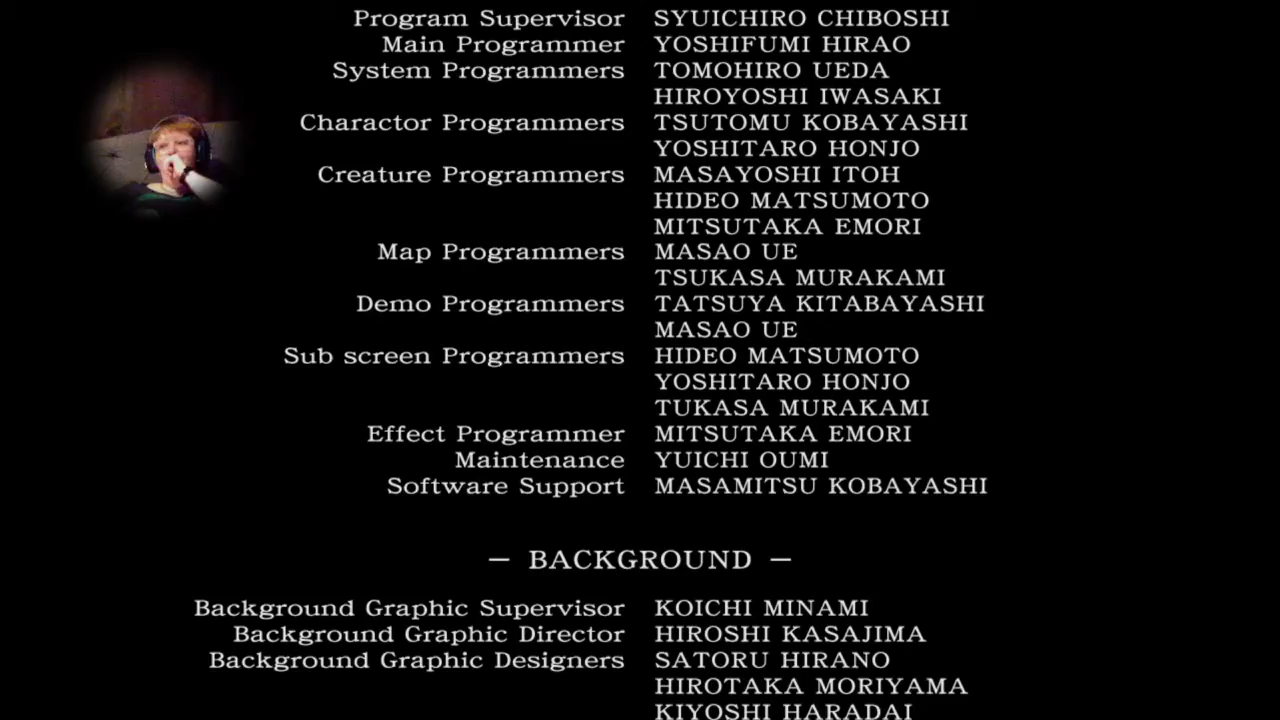 Program Supervisor SYUICHIRO CHIBOSHI
Main Programmer YOSHIFUMI HIRAO
System Programmers TOMOHIRO UEDA
HIROYOSHI IWASAKI
Charactor Programmers TSUTOMU KOBAYASHI
YOSHITARO HONJO
Creature Programmers MASAYOSHI ITOH
HIDEO MATSUMOTO
MITSUTAKA EMORI
Map Programmers MASAO UE
TSUKASA MURAKAMI
Demo Programmers TATSUYA KITABAYASHI
MASAO UE
Sub screen Programmers HIDEO MATSUMOTO
YOSHITARO HONJO
TUKASA MURAKAMI
Effect Programmer MITSUTAKA EMORI
Maintenance YUICHI OUMI
Software Support MASAMITSU KOBAYASHI
— BACKGROUND —
Background Graphic Supervisor KOICHI MINAMI
Background Graphic Director HIROSHI KASAJIMA
Background Graphic Designers SATORU HIRANO
HIROTAKA MORIYAMA
KIYOSHI HARADAI